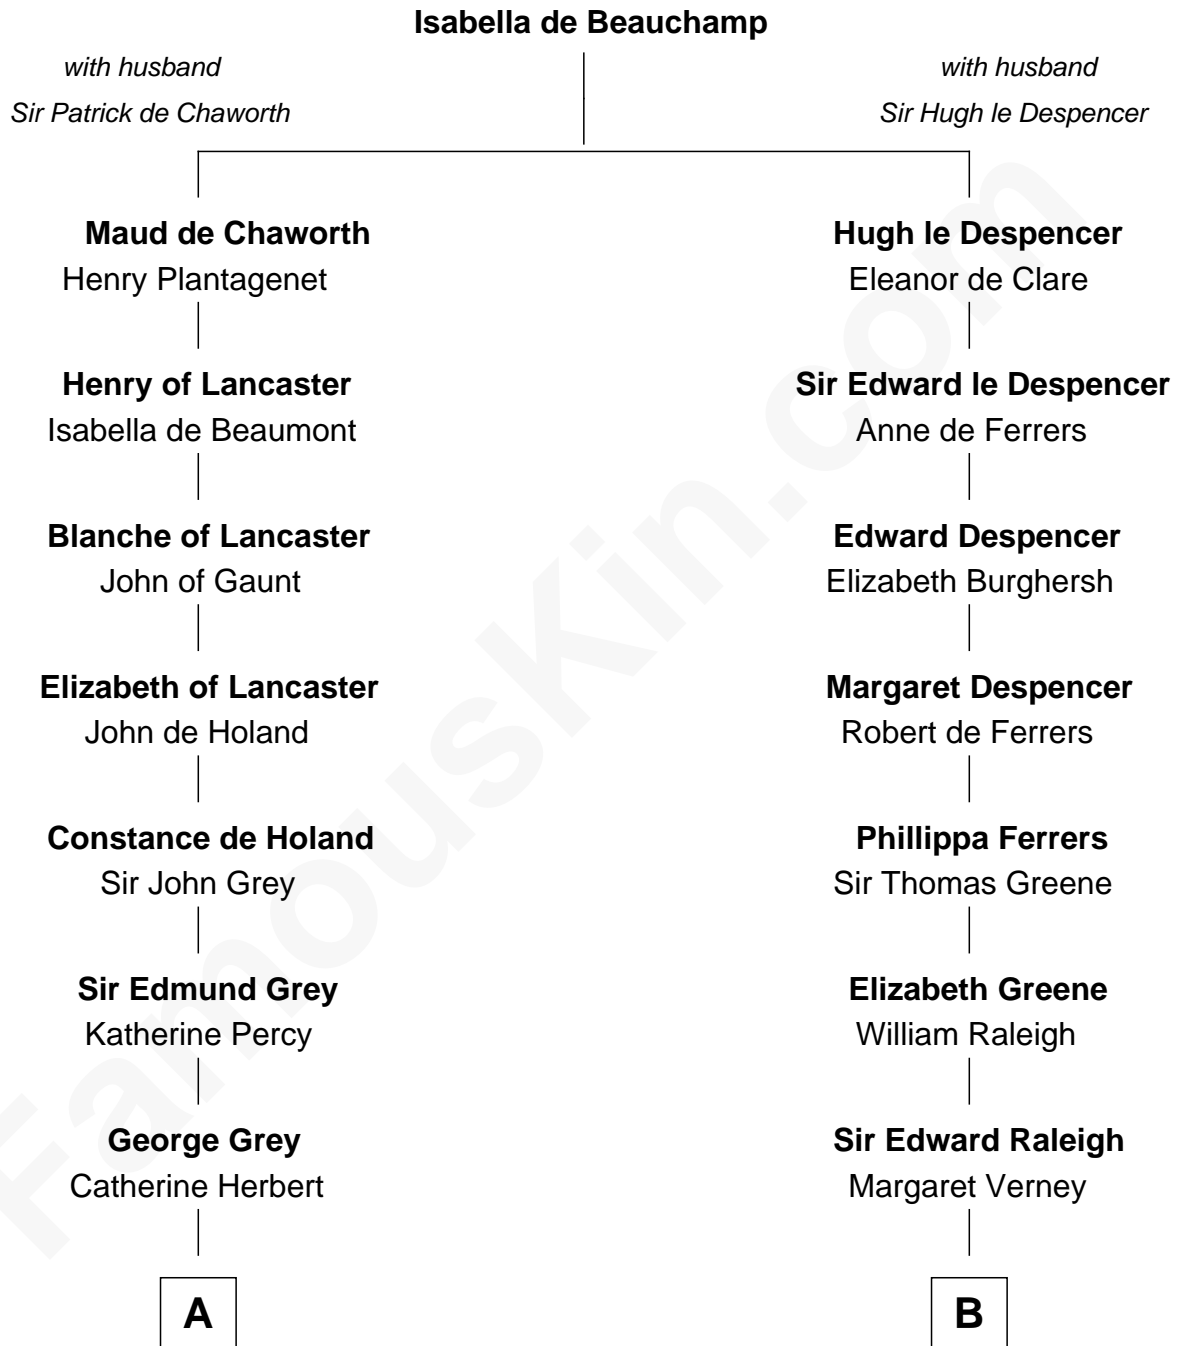 Isabella de Beauchamp
with husband
Sir Patrick de Chaworth
with husband
Sir Hugh le Despencer
Maud de Chaworth
Henry Plantagenet
Hugh le Despencer
Eleanor de Clare
Henry of Lancaster
Isabella de Beaumont
Sir Edward le Despencer
Anne de Ferrers
Blanche of Lancaster
John of Gaunt
Edward Despencer
Elizabeth Burghersh
Elizabeth of Lancaster
John de Holand
Margaret Despencer
Robert de Ferrers
Constance de Holand
Sir John Grey
Phillippa Ferrers
Sir Thomas Greene
Sir Edmund Grey
Katherine Percy
Elizabeth Greene
William Raleigh
George Grey
Catherine Herbert
Sir Edward Raleigh
Margaret Verney
A
B
FamousKin.com